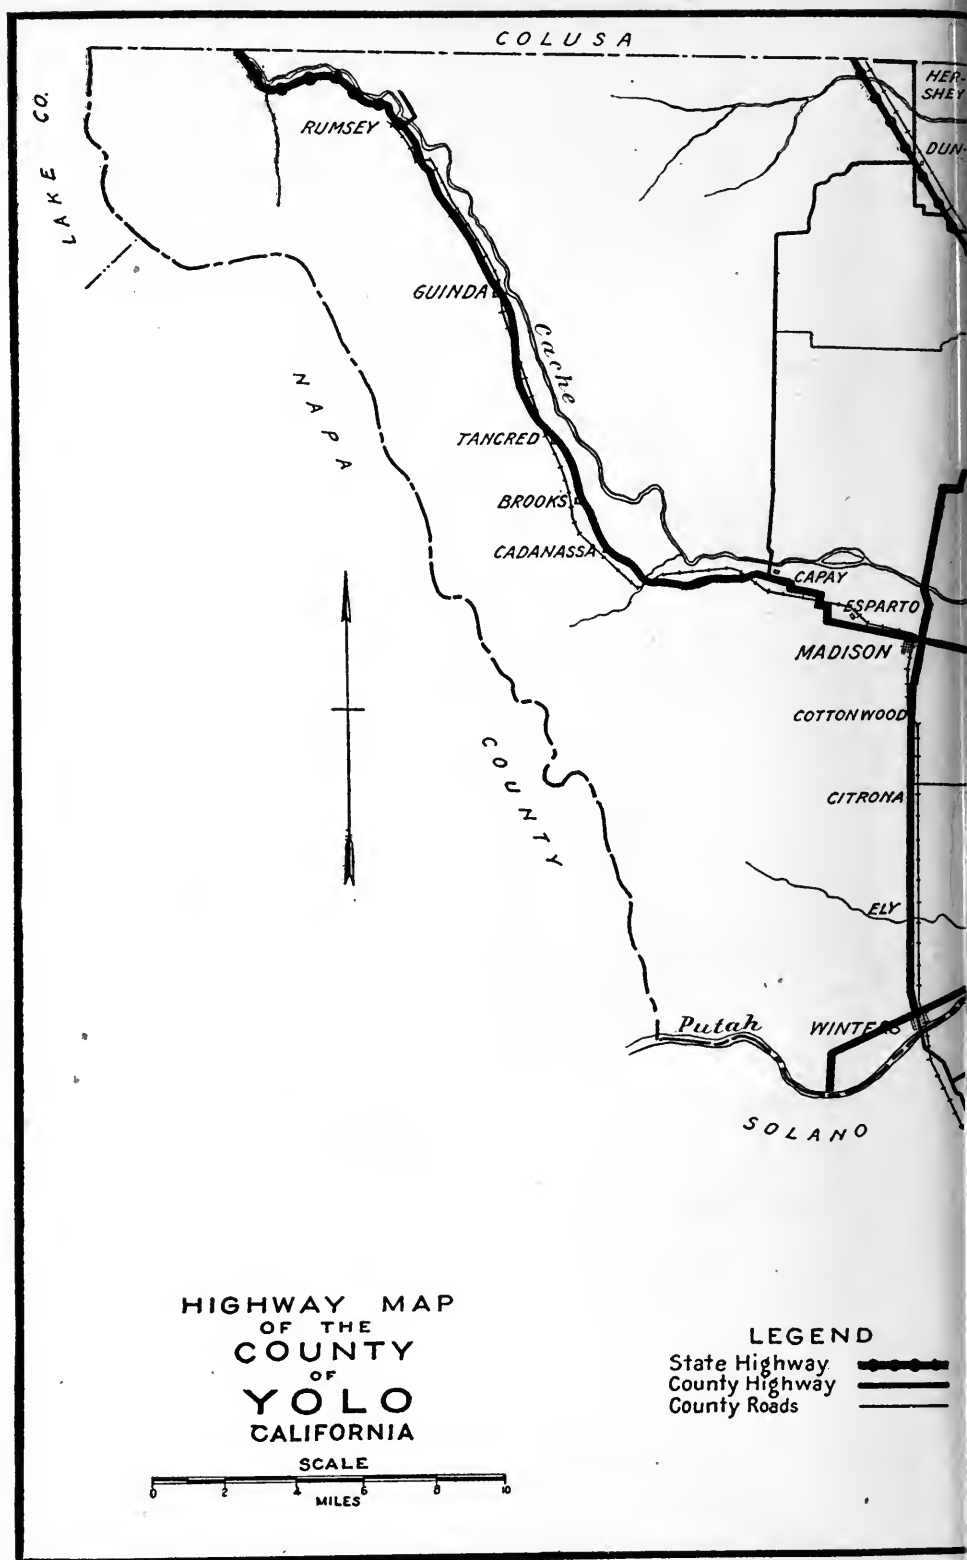 COLUSA
LAKE CO.
HER-
SHEY
DUN-
RUMSEY
GUINDA
Cache
NAPA
TANCRED
BROOKS
CADANASSA
CAPAY
ESPARTO
MADISON
COTTONWOOD
COUNTY
CITRONA
ELY
Putah
WINTERS
SOLANO
HIGHWAY MAP
OF THE
COUNTY
OF
YOLO
CALIFORNIA
SCALE
0 2 4 6 8 10
MILES
LEGEND
State Highway
County Highway
County Roads